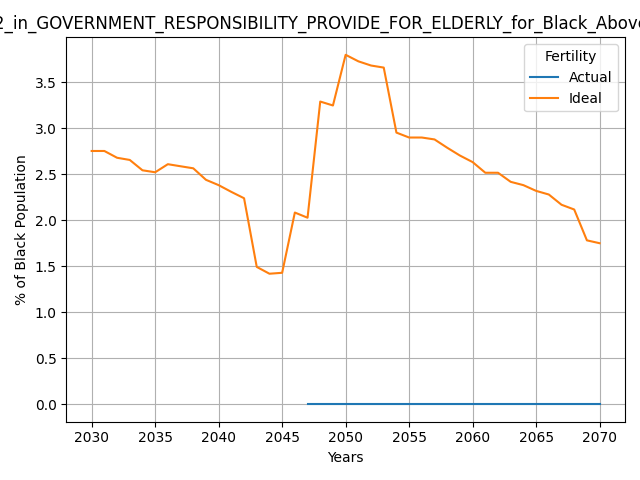 2_in_GOVERNMENT_RESPONSIBILITY_PROVIDE_FOR_ELDERLY_for_Black_Above
Fertility
Actual
Ideal
% of Black Population
3.5
3.0
2.5
2.0
1.5
1.0
0.5
0.0
2030 2035 2040 2045 2050 2055 2060 2065 2070
Years